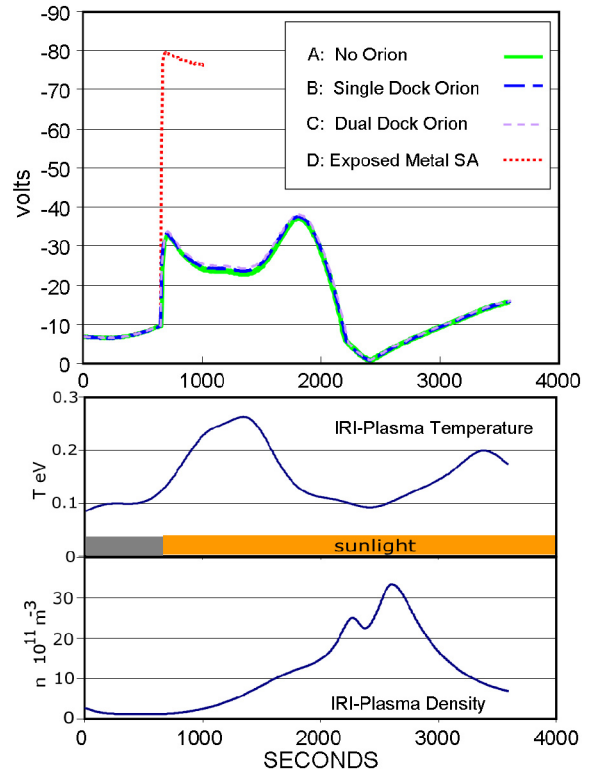 -90
-80
-70
-60
-50
-40
-30
-20
-10
0
volts
A: No Orion
B: Single Dock Orion
C: Dual Dock Orion
D: Exposed Metal SA
0 1000 2000 3000 4000
0.3
0.2
0.1
0
T eV
IRI-Plasma Temperature
sunlight
30
20
10
0
n 10^11 m^-3
IRI-Plasma Density
0 1000 2000 3000 4000
SECONDS